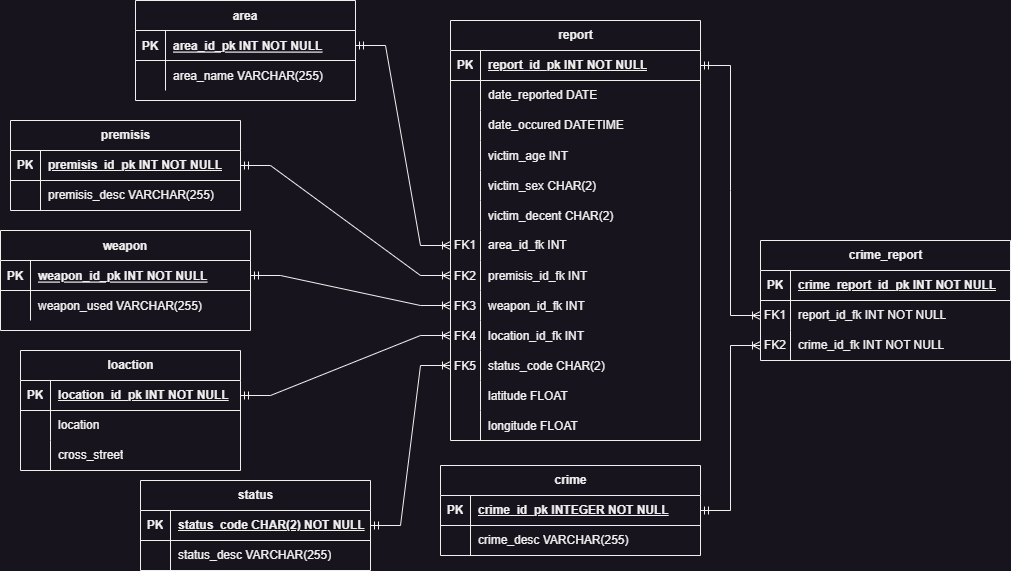 area
PK area_id_pk INT NOT NULL
area_name VARCHAR(255)
premisis
PK premisis_id_pk INT NOT NULL
premisis_desc VARCHAR(255)
weapon
PK weapon_id_pk INT NOT NULL
weapon_used VARCHAR(255)
loaction
PK location_id_pk INT NOT NULL
location
cross_street
status
PK status_code CHAR(2) NOT NULL
status_desc VARCHAR(255)
report
PK report_id_pk INT NOT NULL
date_reported DATE
date_occured DATETIME
victim_age INT
victim_sex CHAR(2)
victim_decent CHAR(2)
FK1 area_id_fk INT
FK2 premisis_id_fk INT
FK3 weapon_id_fk INT
FK4 location_id_fk INT
FK5 status_code CHAR(2)
latitude FLOAT
longitude FLOAT
crime
PK crime_id_pk INTEGER NOT NULL
crime_desc VARCHAR(255)
crime_report
PK crime_report_id_pk INT NOT NULL
FK1 report_id_fk INT NOT NULL
FK2 crime_id_fk INT NOT NULL